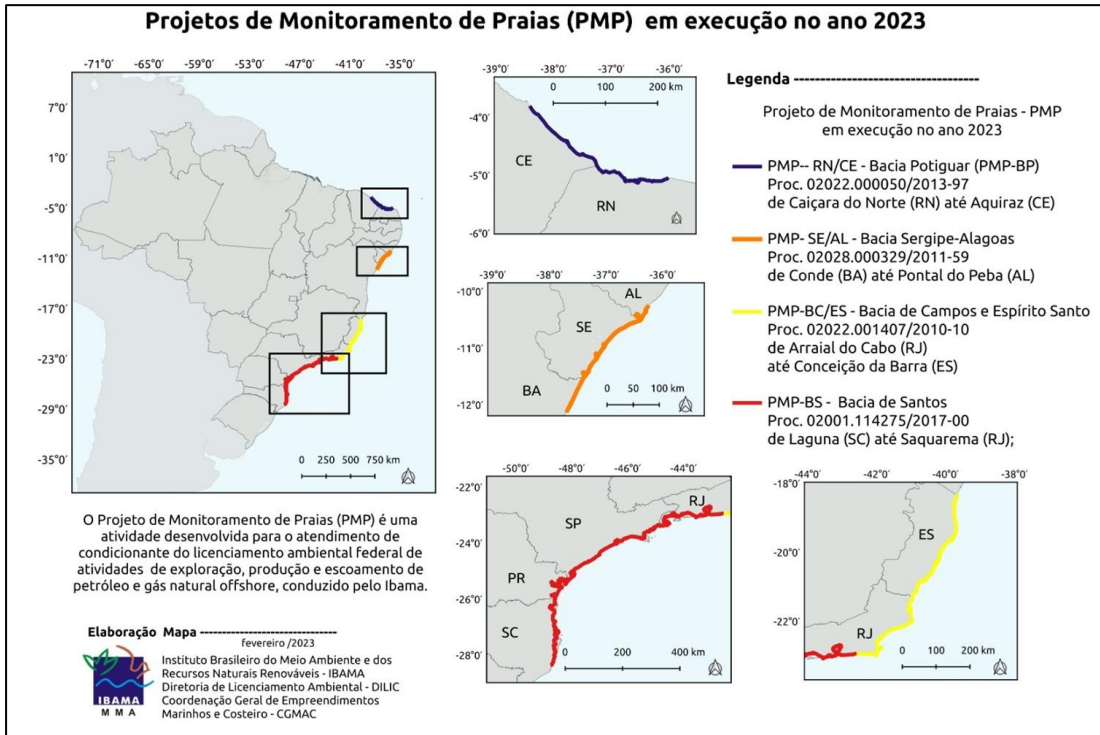 Projetos de Monitoramento de Praias (PMP) em execução no ano 2023
-71°0' -65°0' -59°0' -53°0' -47°0' -41°0' -35°0'
7°0'
1°0'
-5°0'
-11°0'
-17°0'
-23°0'
-29°0'
-35°0'
0 250 500 750 km
-39°0' -38°0' -37°0' -36°0'
0 100 200 km
-4°0'
-5°0'
-6°0'
CE
RN
-39°0' -38°0' -37°0' -36°0'
-10°0'
-11°0'
-12°0'
AL
SE
BA
0 50 100 km
Legenda ------------------------------------
Projeto de Monitoramento de Praias - PMP
em execução no ano 2023
PMP-- RN/CE - Bacia Potiguar (PMP-BP)
Proc. 02022.000050/2013-97
de Caiçara do Norte (RN) até Aquiraz (CE)
PMP- SE/AL - Bacia Sergipe-Alagoas
Proc. 02028.000329/2011-59
de Conde (BA) até Pontal do Peba (AL)
PMP-BC/ES - Bacia de Campos e Espírito Santo
Proc. 02022.001407/2010-10
de Arraial do Cabo (RJ)
até Conceição da Barra (ES)
PMP-BS - Bacia de Santos
Proc. 02001.114275/2017-00
de Laguna (SC) até Saquarema (RJ);
-50°0' -48°0' -46°0' -44°0'
-22°0'
-24°0'
-26°0'
-28°0'
RJ
SP
PR
SC
0 200 400 km
-44°0' -42°0' -40°0' -38°0'
-18°0'
-20°0'
-22°0'
ES
RJ
0 100 200 km
O Projeto de Monitoramento de Praias (PMP) é uma
atividade desenvolvida para o atendimento de
condicionante do licenciamento ambiental federal de
atividades de exploração, produção e escoamento de
petróleo e gás natural offshore, conduzido pelo Ibama.
Elaboração Mapa ---------------------------
fevereiro /2023
IBAMA
M M A
Instituto Brasileiro do Meio Ambiente e dos
Recursos Naturais Renováveis - IBAMA
Diretoria de Licenciamento Ambiental - DILIC
Coordenação Geral de Empreendimentos
Marinhos e Costeiro - CGMAC